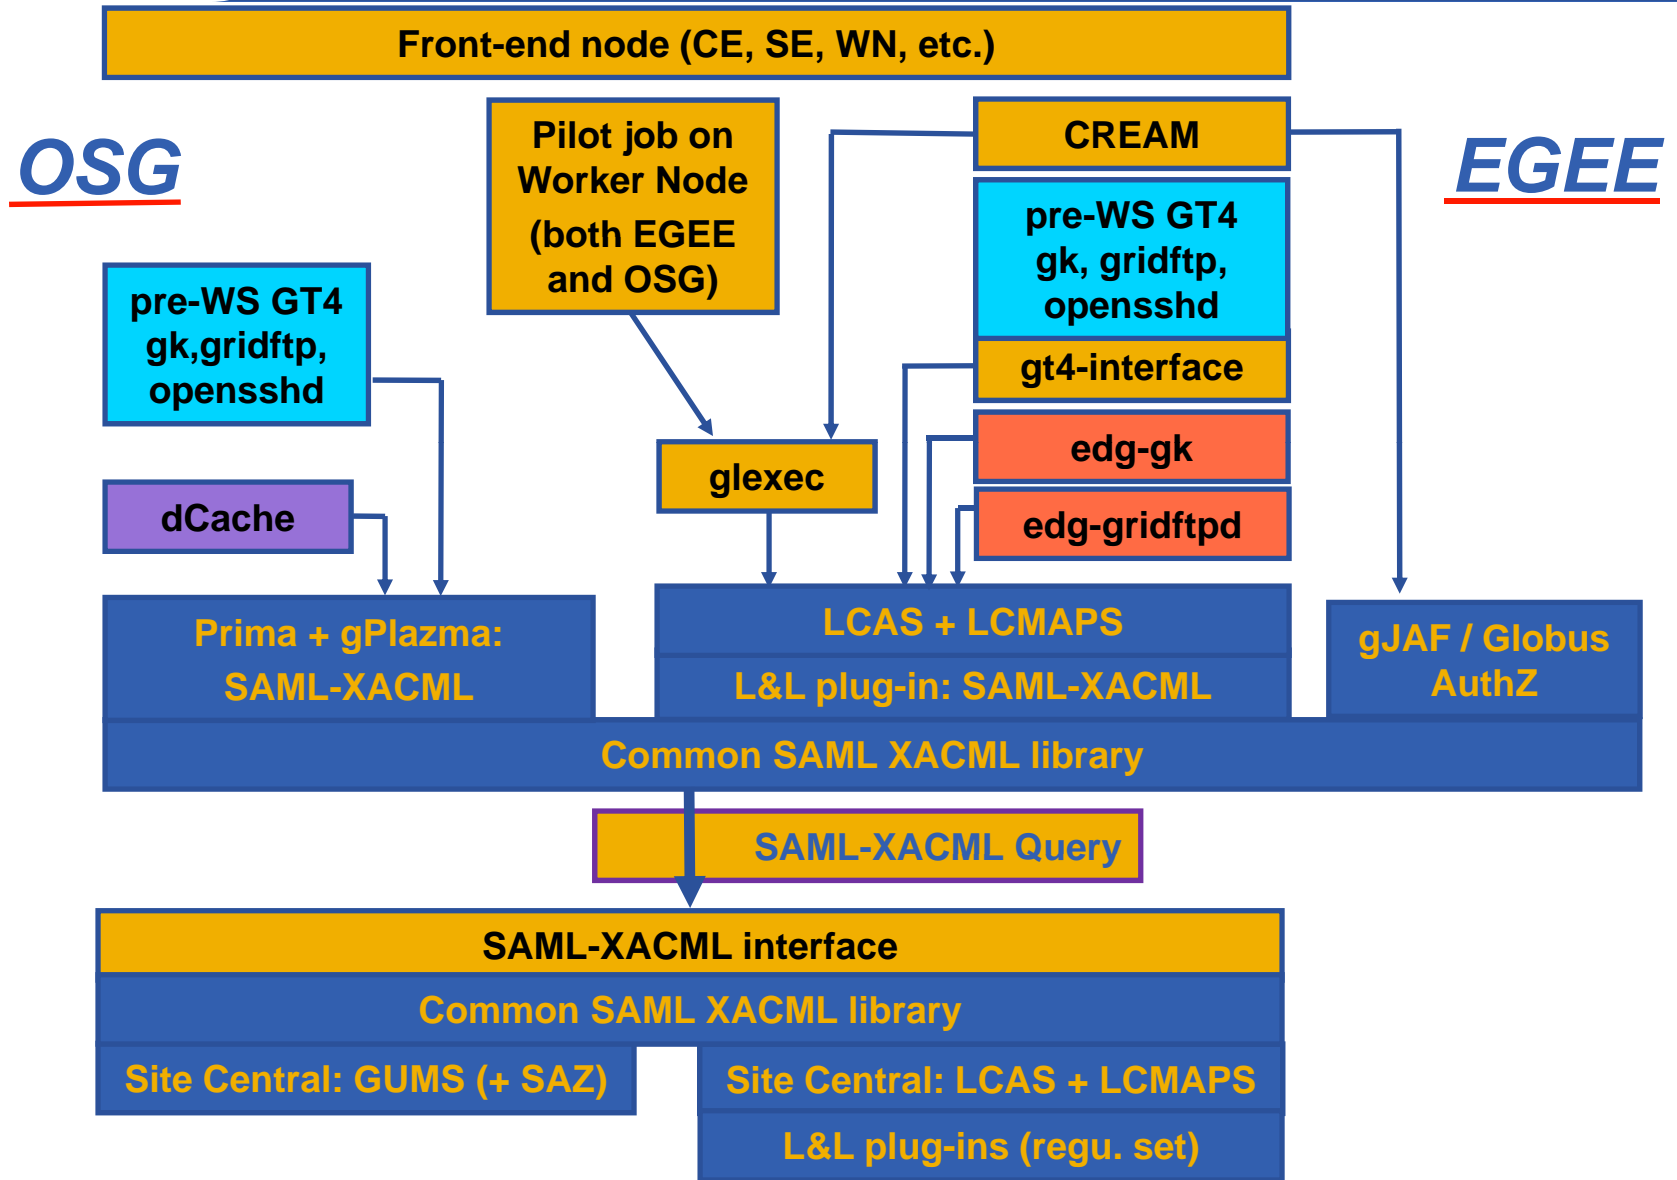 Front-end node (CE, SE, WN, etc.)
OSG
EGEE
Pilot job on
Worker Node
(both EGEE
and OSG)
CREAM
pre-WS GT4
gk, gridftp,
opensshd
gt4-interface
edg-gk
edg-gridftpd
pre-WS GT4
gk,gridftp,
opensshd
dCache
glexec
Prima + gPlazma:
SAML-XACML
LCAS + LCMAPS
L&L plug-in: SAML-XACML
gJAF / Globus
AuthZ
Common SAML XACML library
SAML-XACML Query
SAML-XACML interface
Common SAML XACML library
Site Central: GUMS (+ SAZ)
Site Central: LCAS + LCMAPS
L&L plug-ins (regu. set)